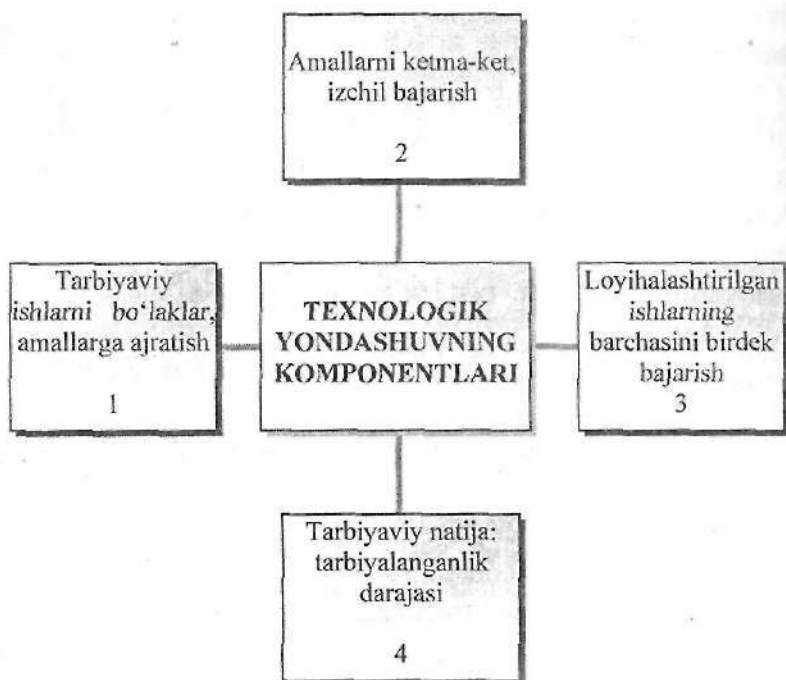 Amallarni ketma-ket,
izchil bajarish
2
Tarbiyaviy
ishlarni bo‘laklar,
amallarga ajratish
1
TEXNOLOGIK
YONDASHUVNING
KOMPONENTLARI
Loyihalashtirilgan
ishlarning
barchasini birdek
bajarish
3
Tarbiyaviy natija:
tarbiyalanganlik
darajasi
4